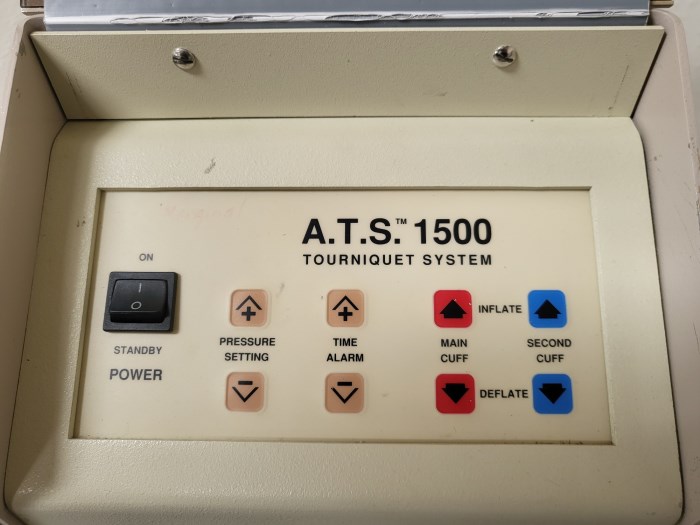 A.T.S.™ 1500
TOURNIQUET SYSTEM
ON
I
O
STANDBY
POWER
PRESSURE
SETTING
TIME
ALARM
INFLATE
MAIN
CUFF
SECOND
CUFF
DEFLATE